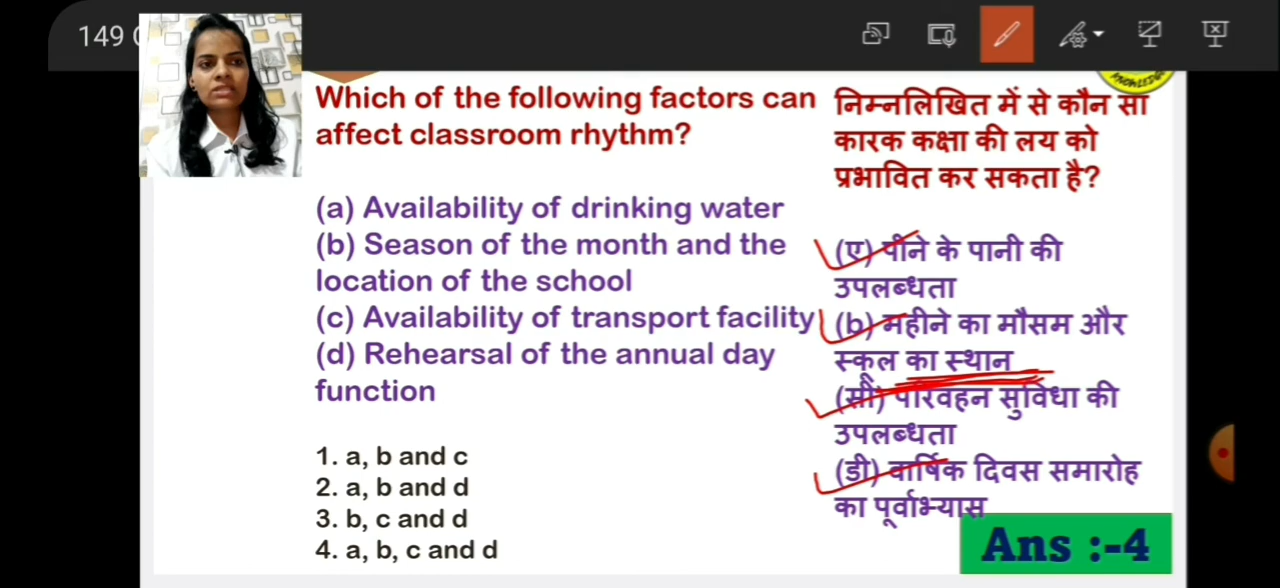 149
KNOWLEDGE
Which of the following factors can
affect classroom rhythm?
(a) Availability of drinking water
(b) Season of the month and the
location of the school
(c) Availability of transport facility
(d) Rehearsal of the annual day
function
1. a, b and c
2. a, b and d
3. b, c and d
4. a, b, c and d
निम्नलिखित में से कौन सा
कारक कक्षा की लय को
प्रभावित कर सकता है?
(ए) पीने के पानी की
उपलब्धता
(b) महीने का मौसम और
स्कूल का स्थान
(सी) परिवहन सुविधा की
उपलब्धता
(डी) वार्षिक दिवस समारोह
का पूर्वाभ्यास
Ans :-4